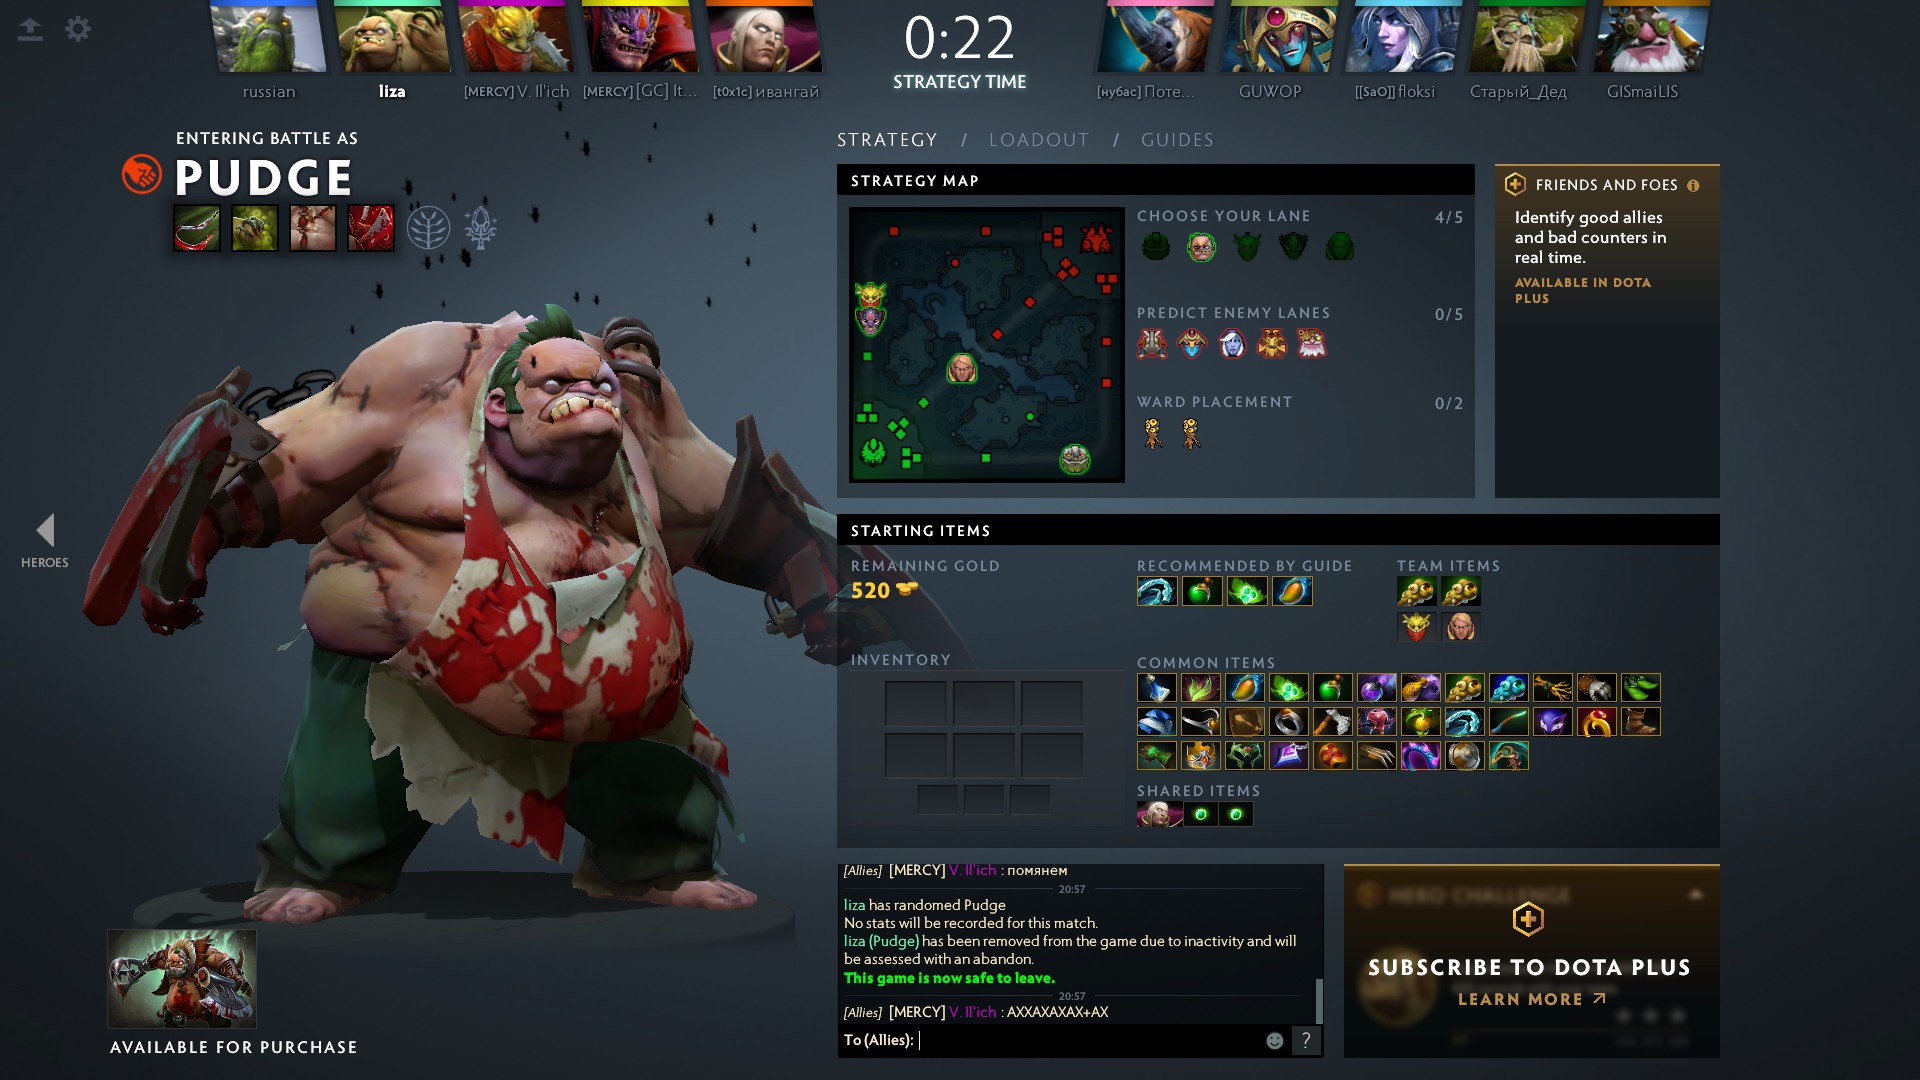 0:22
STRATEGY TIME
russian
liza
[MERCY] V. Il'ich
[MERCY] [GC] It...
[t0x1c] ивангай
[нубас] Поте...
GUWOP
[[SaO]] floksi
Старый_Дед
GISmaiLIS
ENTERING BATTLE AS
PUDGE
STRATEGY / LOADOUT / GUIDES
STRATEGY MAP
CHOOSE YOUR LANE 4/5
PREDICT ENEMY LANES 0/5
WARD PLACEMENT 0/2
FRIENDS AND FOES
Identify good allies
and bad counters in
real time.
AVAILABLE IN DOTA
PLUS
HEROES
STARTING ITEMS
REMAINING GOLD
520
RECOMMENDED BY GUIDE
TEAM ITEMS
INVENTORY
COMMON ITEMS
SHARED ITEMS
[Allies] [MERCY] V. Il'ich : помянем
20:57
liza has randomed Pudge
No stats will be recorded for this match.
liza (Pudge) has been removed from the game due to inactivity and will
be assessed with an abandon.
This game is now safe to leave.
20:57
[Allies] [MERCY] V. Il'ich : АХХАХАХАХ+АХ
To (Allies):
?
HERO CHALLENGE
SUBSCRIBE TO DOTA PLUS
LEARN MORE
AVAILABLE FOR PURCHASE